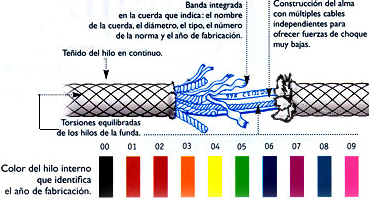 Banda integrada
en la cuerda que indica: el nombre
de la cuerda, el diámetro, el tipo, el número
de la norma y el año de fabricación.
Construcción del alma
con múltiples cables
independientes para
ofrecer fuerzas de choque
muy bajas.
Teñido del hilo en continuo.
Torsiones equilibradas
de los hilos de la funda.
00 01 02 03 04 05 06 07 08 09
Color del hilo interno
que identifica
el año de fabricación.